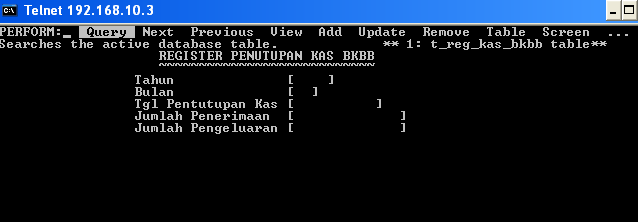 Telnet 192.168.10.3
PERFORM:_ Query Next Previous View Add Update Remove Table Screen ...
Searches the active database table. ** 1: t_reg_kas_bkbb table**
REGISTER PENUTUPAN KAS BKBB
~~~~~~~~~~~~~~~~~~~~~~~~~~~
Tahun [ ]
Bulan [ ]
Tgl Pentutupan Kas [ ]
Jumlah Penerimaan [ ]
Jumlah Pengeluaran [ ]